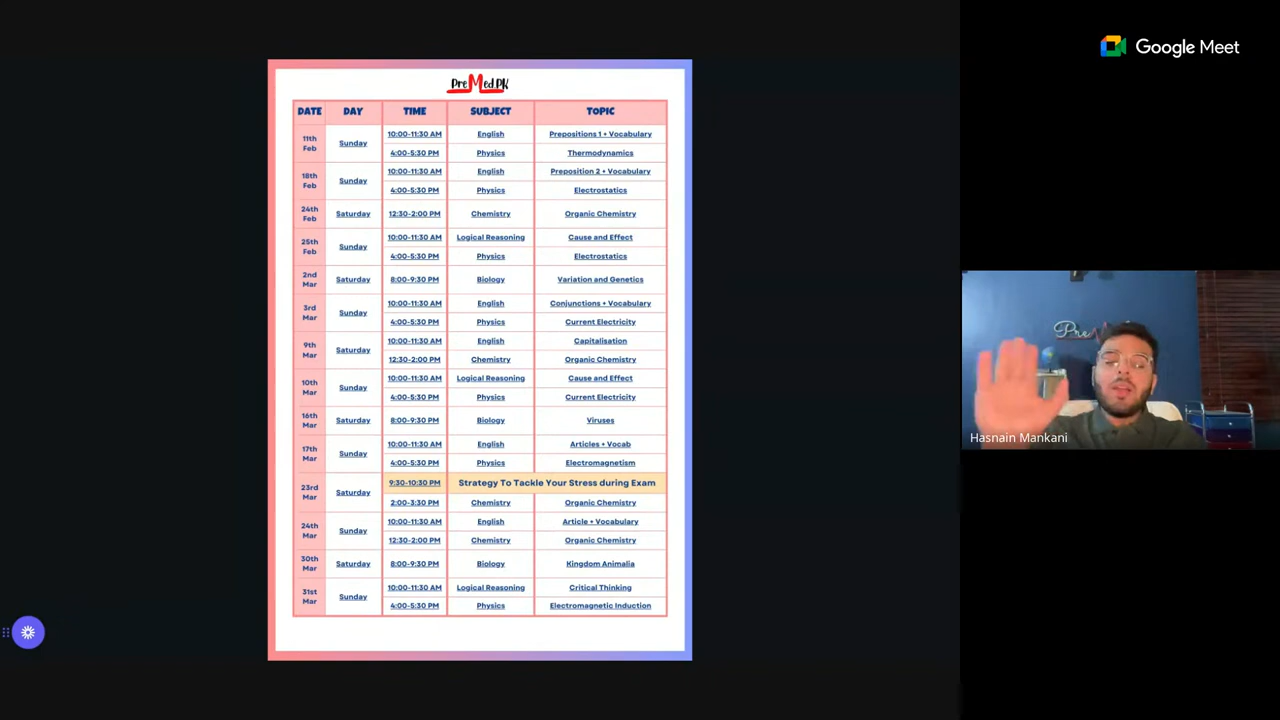 Google Meet
PreMed.PK
DATE DAY TIME SUBJECT TOPIC
11th Feb Sunday 10:00-11:30 AM English Prepositions 1 + Vocabulary
4:00-5:30 PM Physics Thermodynamics
18th Feb Sunday 10:00-11:30 AM English Preposition 2 + Vocabulary
4:00-5:30 PM Physics Electrostatics
24th Feb Saturday 12:30-2:00 PM Chemistry Organic Chemistry
25th Feb Sunday 10:00-11:30 AM Logical Reasoning Cause and Effect
4:00-5:30 PM Physics Electrostatics
2nd Mar Saturday 8:00-9:30 PM Biology Variation and Genetics
3rd Mar Sunday 10:00-11:30 AM English Conjunctions + Vocabulary
4:00-5:30 PM Physics Current Electricity
9th Mar Saturday 10:00-11:30 AM English Capitalisation
12:30-2:00 PM Chemistry Organic Chemistry
10th Mar Sunday 10:00-11:30 AM Logical Reasoning Cause and Effect
4:00-5:30 PM Physics Current Electricity
16th Mar Saturday 8:00-9:30 PM Biology Viruses
17th Mar Sunday 10:00-11:30 AM English Articles + Vocab
4:00-5:30 PM Physics Electromagnetism
23rd Mar Saturday 9:30-10:30 PM Strategy To Tackle Your Stress during Exam
2:00-3:30 PM Chemistry Organic Chemistry
24th Mar Sunday 10:00-11:30 AM English Article + Vocabulary
12:30-2:00 PM Chemistry Organic Chemistry
30th Mar Saturday 8:00-9:30 PM Biology Kingdom Animalia
31st Mar Sunday 10:00-11:30 AM Logical Reasoning Critical Thinking
4:00-5:30 PM Physics Electromagnetic Induction
Pre
Hasnain Mankani